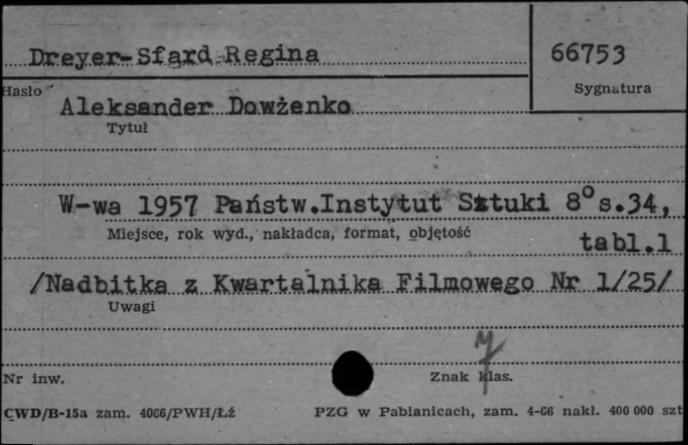 Dreyer-Sfard Regina
66753
Hasło
Sygnatura
Aleksander Dowżenko
Tytuł
W-wa 1957 Państw.Instytut Sztuki 8° s.34,
Miejsce, rok wyd., nakładca, format, objętość
tabl.1
/Nadbitka z Kwartalnika Filmowego Nr 1/25/
Uwagi
Nr inw.
Znak klas.
CWD/B-15a zam. 4066/PWH/Łź
PZG w Pabianicach, zam. 4-66 nakł. 400 000 szt